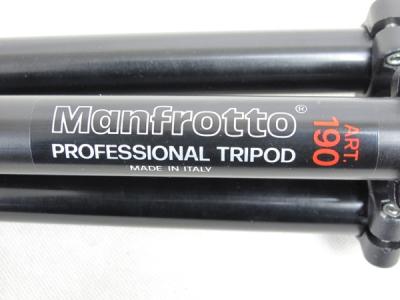 Manfrotto®
PROFESSIONAL TRIPOD
MADE IN ITALY
ART.
190